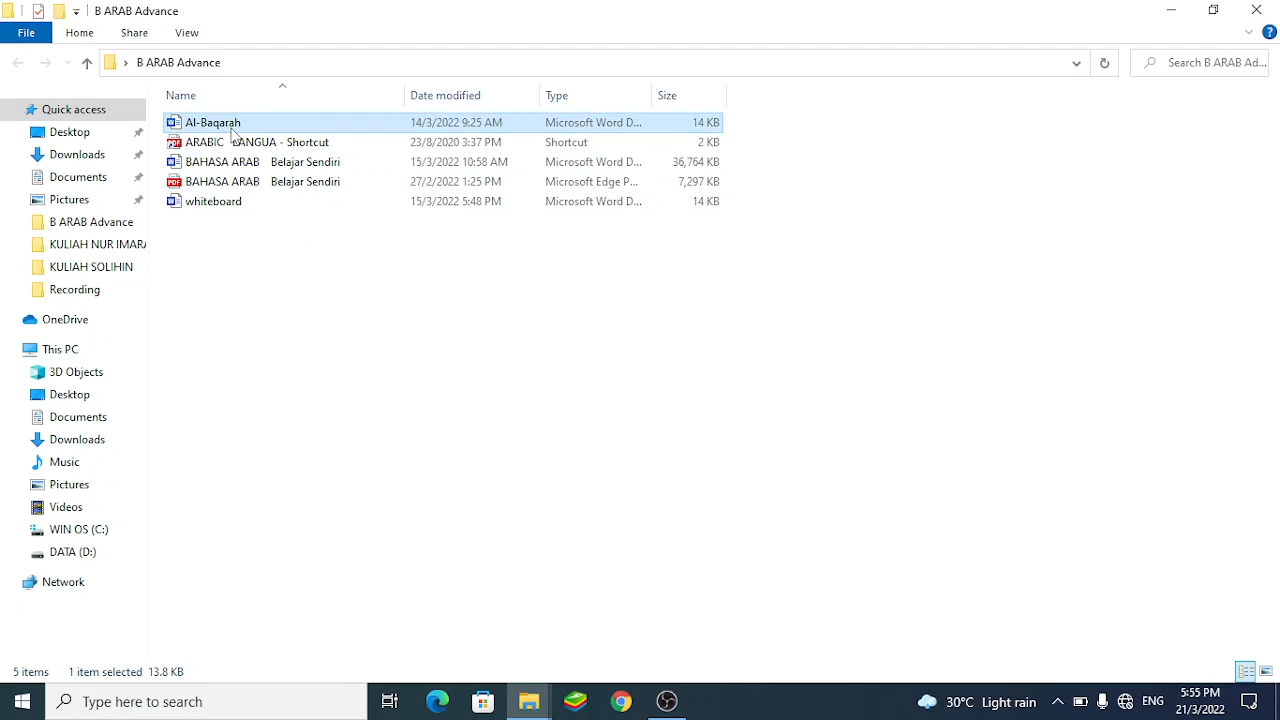 B ARAB Advance
File Home Share View
B ARAB Advance
Search B ARAB Ad...
Name Date modified Type Size
Quick access
Desktop
Downloads
Documents
Pictures
B ARAB Advance
KULIAH NUR IMARA
KULIAH SOLIHIN
Recording
OneDrive
This PC
3D Objects
Desktop
Documents
Downloads
Music
Pictures
Videos
WIN OS (C:)
DATA (D:)
Network
Al-Baqarah 14/3/2022 9:25 AM Microsoft Word D... 14 KB
ARABIC LANGUA - Shortcut 23/8/2020 3:37 PM Shortcut 2 KB
BAHASA ARAB Belajar Sendiri 15/3/2022 10:58 AM Microsoft Word D... 36,764 KB
BAHASA ARAB Belajar Sendiri 27/2/2022 1:25 PM Microsoft Edge P... 7,297 KB
whiteboard 15/3/2022 5:48 PM Microsoft Word D... 14 KB
5 items 1 item selected 13.8 KB
Type here to search
30°C Light rain
ENG
5:55 PM
21/3/2022